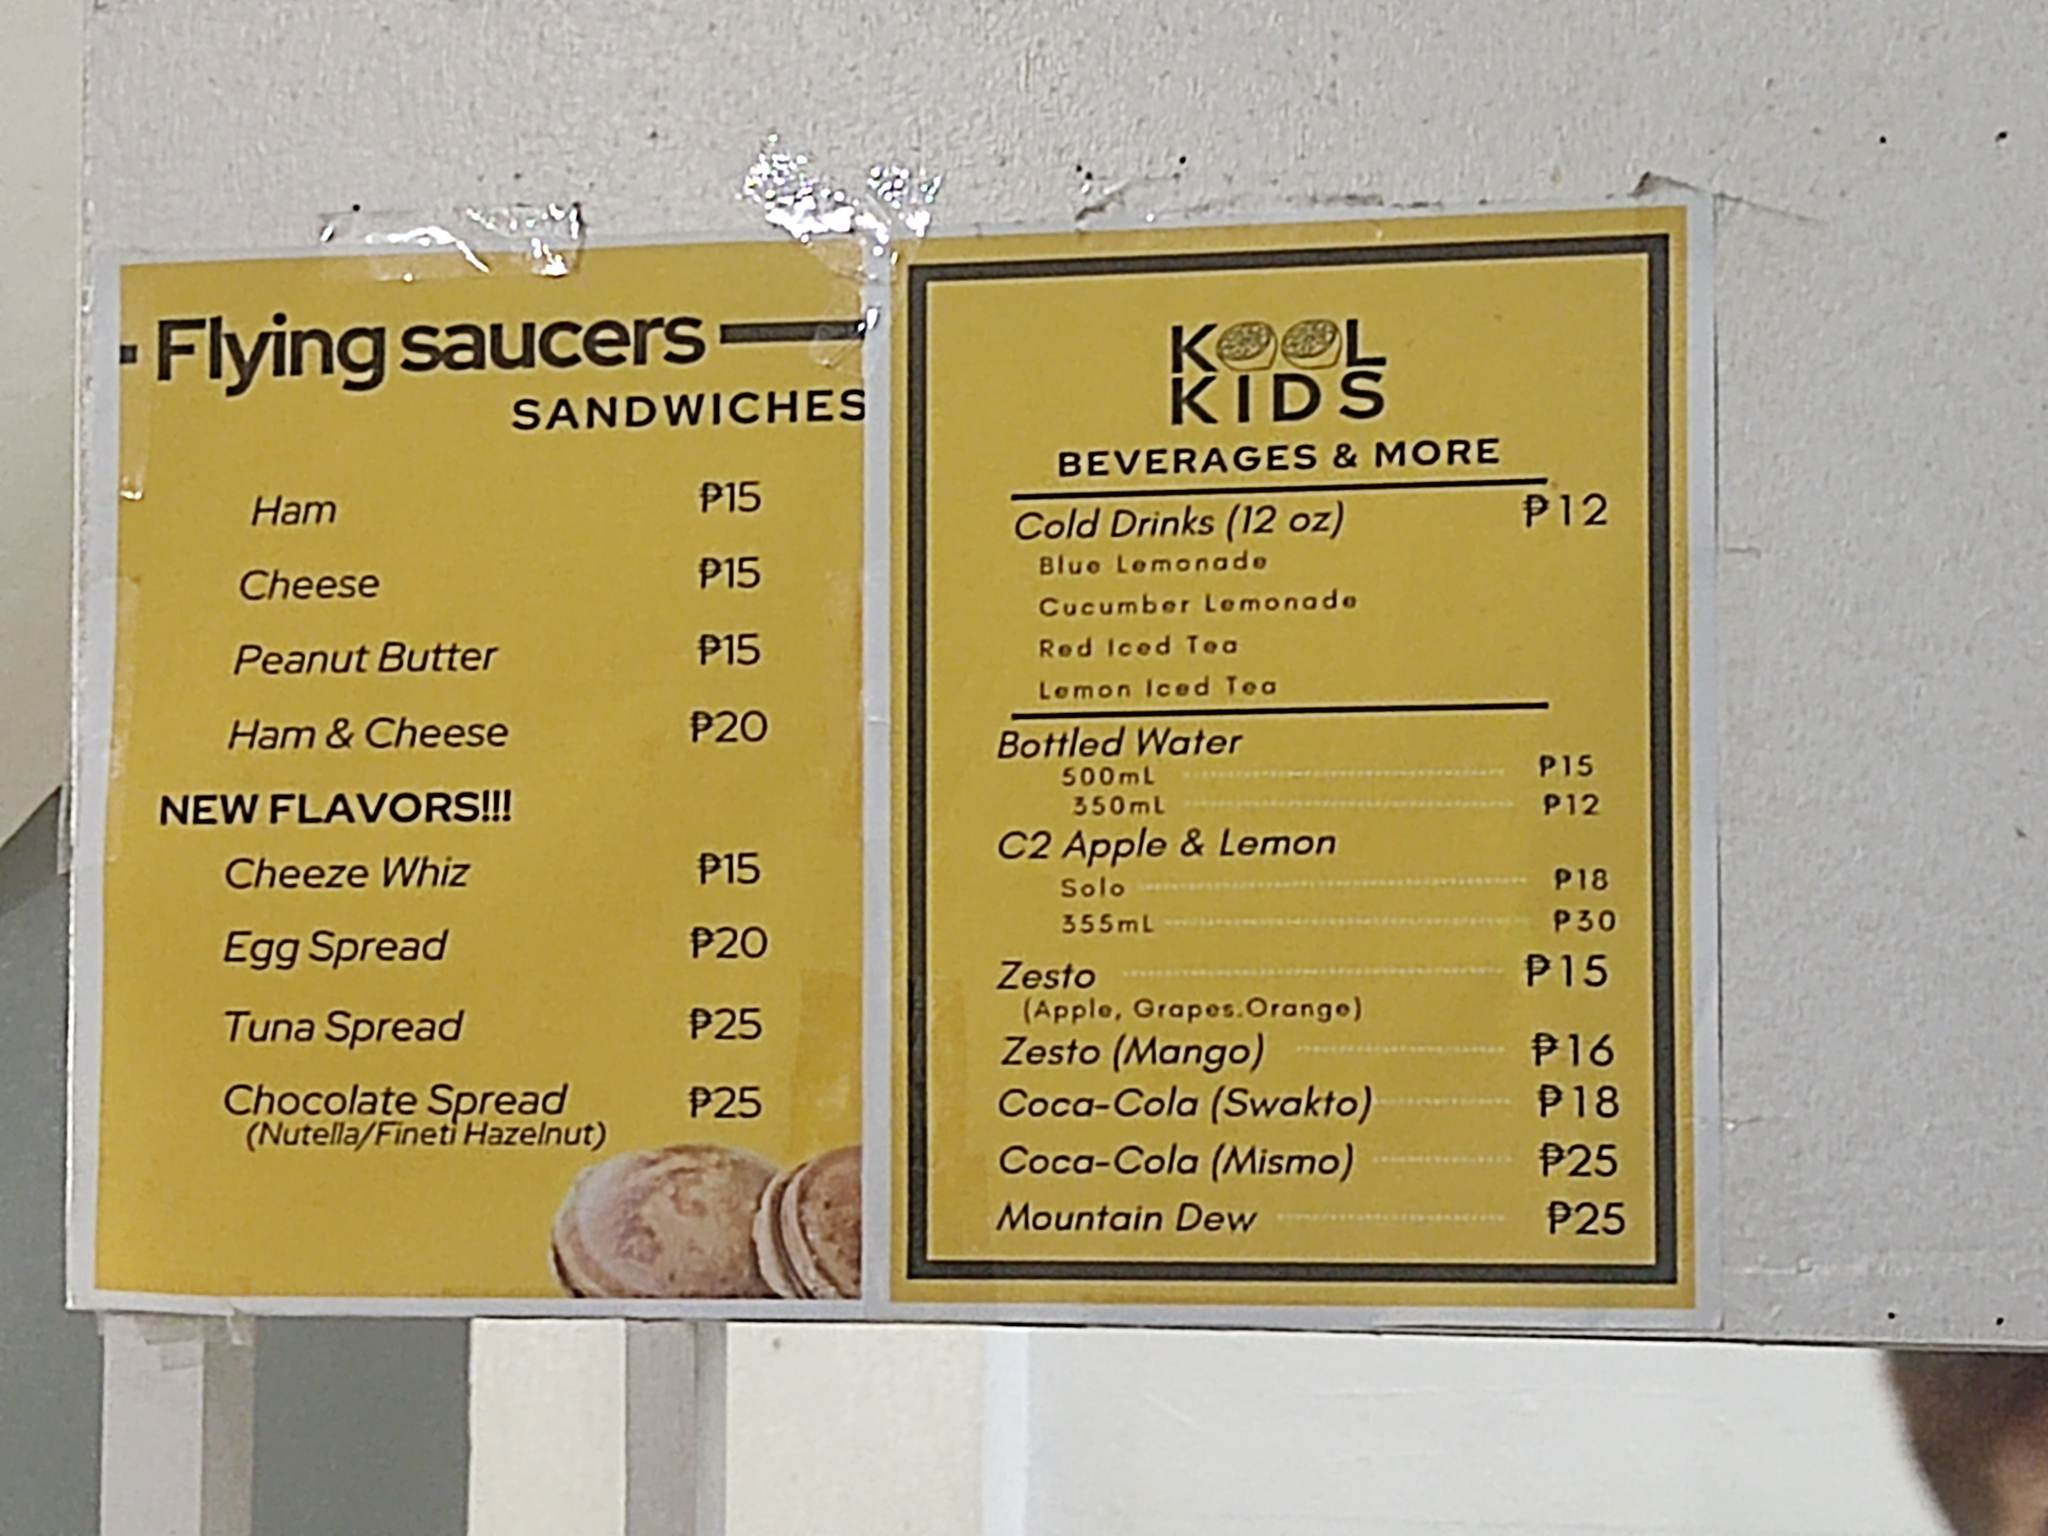 Flying saucers
SANDWICHES
Ham ₱15
Cheese ₱15
Peanut Butter ₱15
Ham & Cheese ₱20
NEW FLAVORS!!!
Cheeze Whiz ₱15
Egg Spread ₱20
Tuna Spread ₱25
Chocolate Spread ₱25
(Nutella/Fineti Hazelnut)
KOOL
KIDS
BEVERAGES & MORE
Cold Drinks (12 oz) ₱12
Blue Lemonade
Cucumber Lemonade
Red Iced Tea
Lemon Iced Tea
Bottled Water
500mL ₱15
350mL ₱12
C2 Apple & Lemon
Solo ₱18
355mL ₱30
Zesto ₱15
(Apple, Grapes.Orange)
Zesto (Mango) ₱16
Coca-Cola (Swakto) ₱18
Coca-Cola (Mismo) ₱25
Mountain Dew ₱25